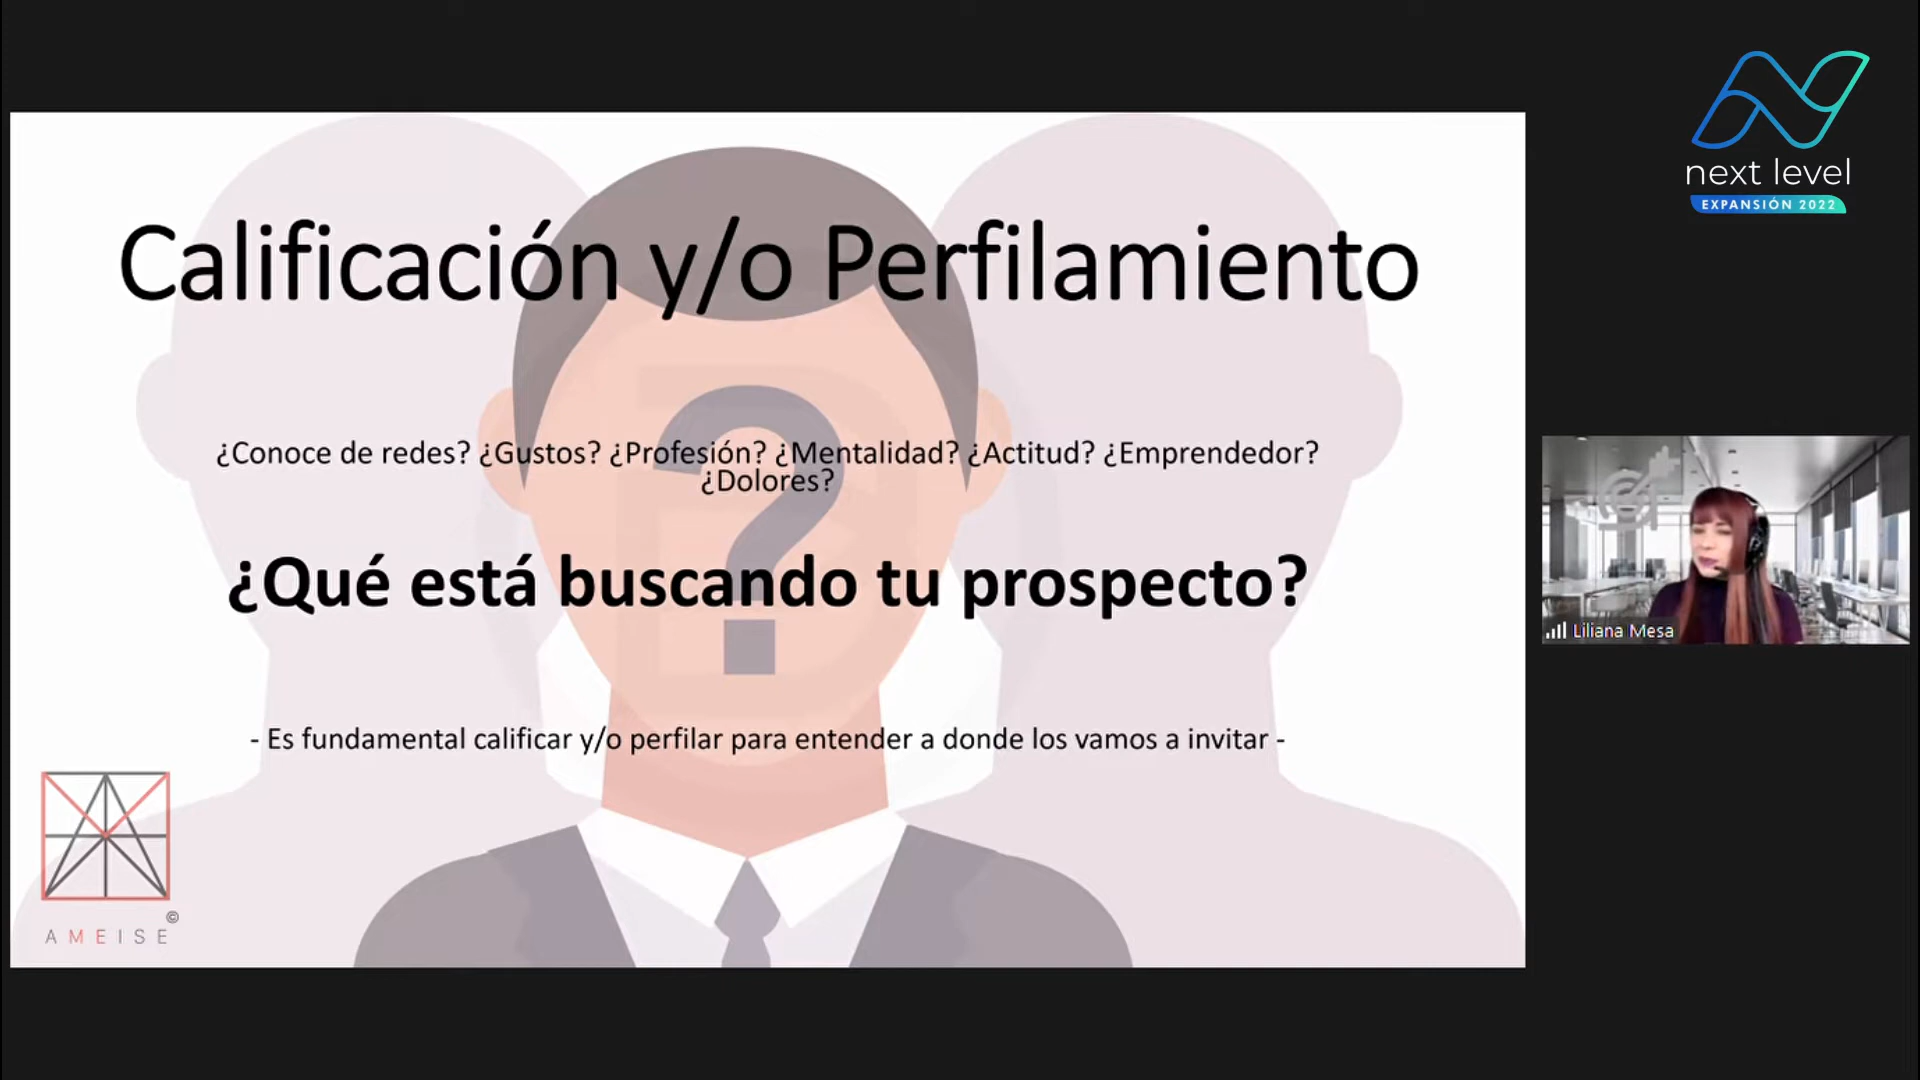 next level
EXPANSIÓN 2022
Calificación y/o Perfilamiento
¿Conoce de redes? ¿Gustos? ¿Profesión? ¿Mentalidad? ¿Actitud? ¿Emprendedor?
¿Dolores?
?
¿Qué está buscando tu prospecto?
- Es fundamental calificar y/o perfilar para entender a donde los vamos a invitar -
©
AMEISE
Liliana Mesa